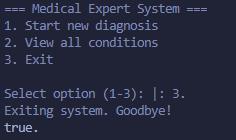 === Medical Expert System ===
1. Start new diagnosis
2. View all conditions
3. Exit
Select option (1-3): |: 3.
Exiting system. Goodbye!
true.